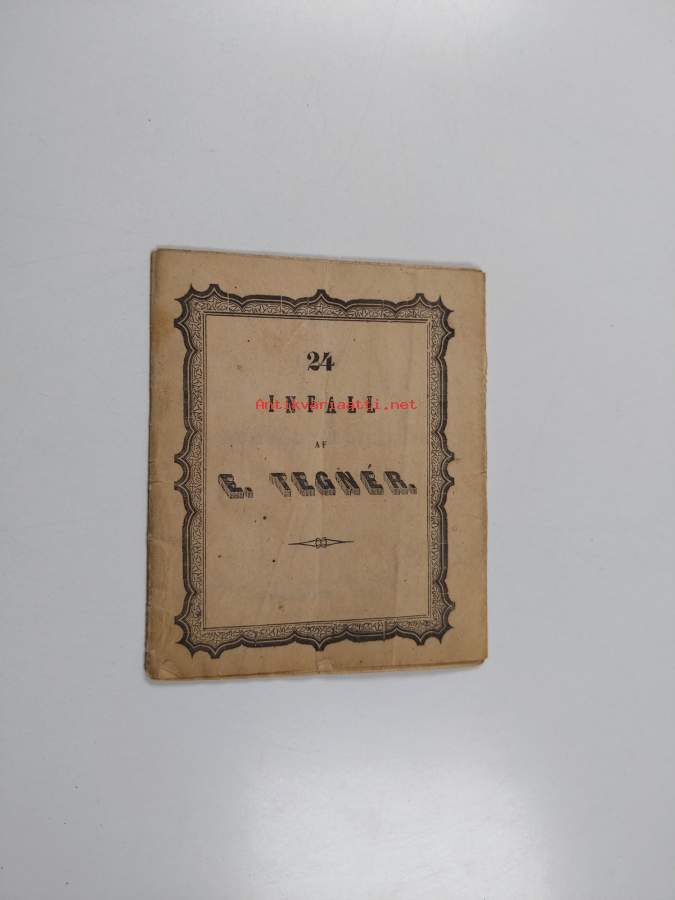 24
INFALL
Antikvariaatti.net
AF
E. TEGNÉR.